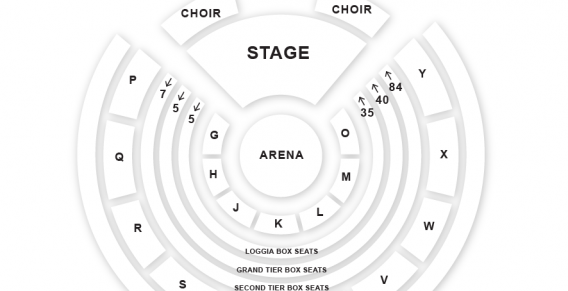 CHOIR
CHOIR
STAGE
P
Y
7
5
5
84
40
35
G
O
Q
ARENA
X
H
M
J
L
K
R
W
LOGGIA BOX SEATS
GRAND TIER BOX SEATS
S
V
SECOND TIER BOX SEATS